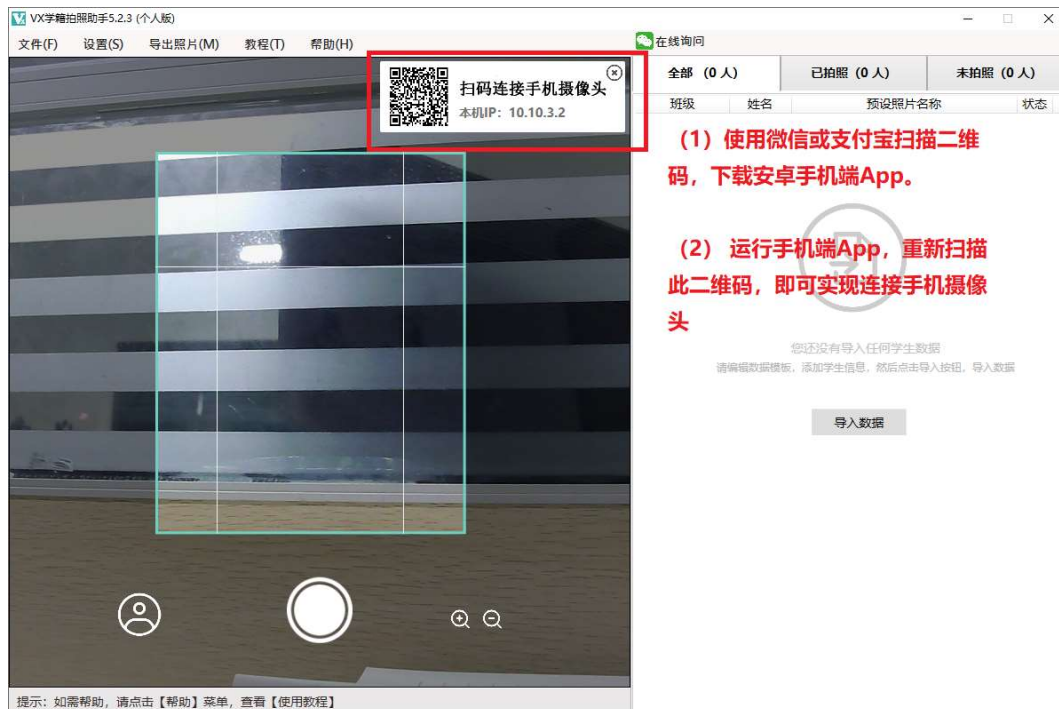 VX学籍拍照助手5.2.3 (个人版)
文件(F) 设置(S) 导出照片(M) 教程(T) 帮助(H)
扫码连接手机摄像头
本机IP：10.10.3.2
提示：如需帮助，请点击【帮助】菜单，查看【使用教程】
在线询问
全部 (0 人) 已拍照 (0 人) 未拍照 (0 人)
班级 姓名 预设照片名称 状态
（1）使用微信或支付宝扫描二维
码，下载安卓手机端App。
（2） 运行手机端App，重新扫描
此二维码，即可实现连接手机摄像
头
您还没有导入任何学生数据
请编辑数据模板，添加学生信息，然后点击导入按钮，导入数据
导入数据